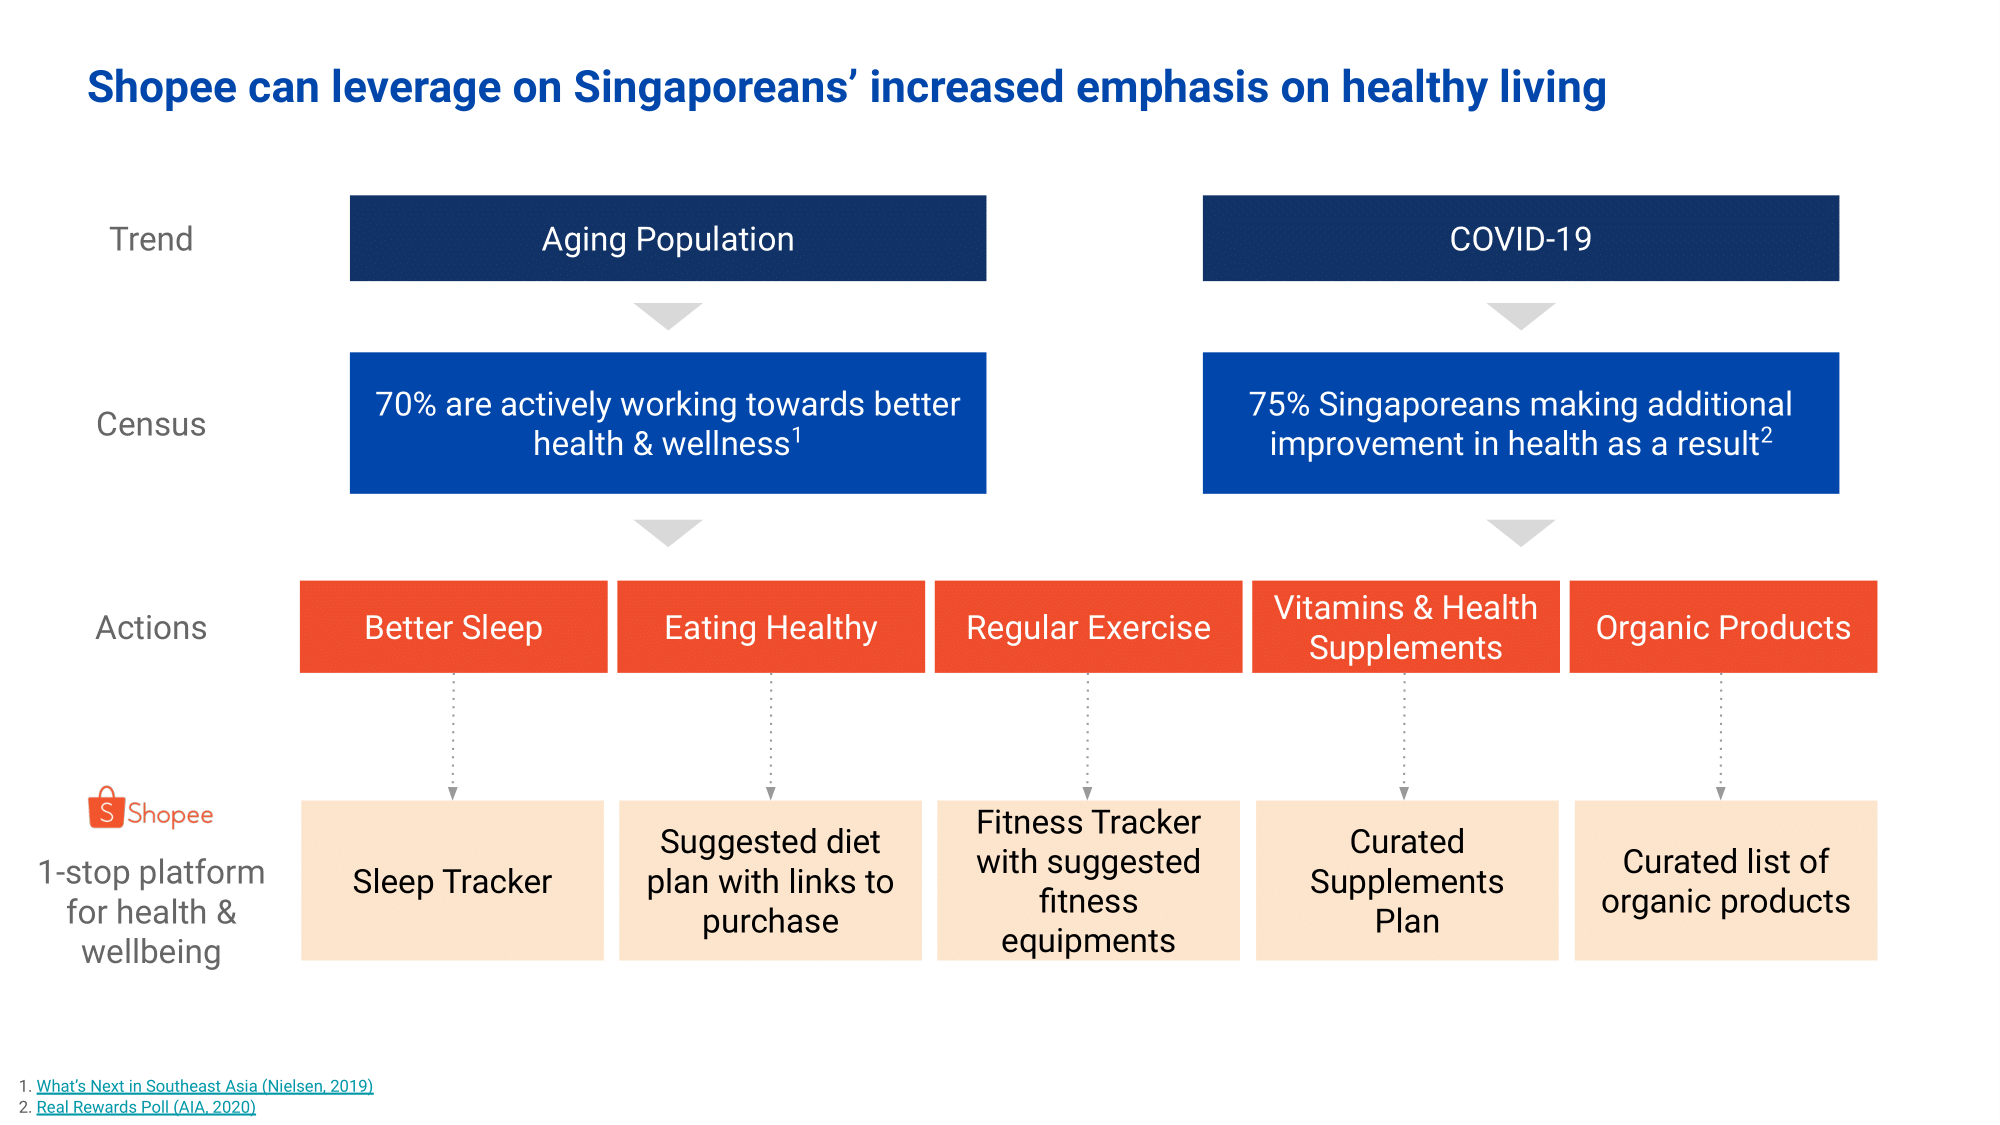 Shopee can leverage on Singaporeans’ increased emphasis on healthy living
Trend
Aging Population
COVID-19
Census
70% are actively working towards better
health & wellness1
75% Singaporeans making additional
improvement in health as a result2
Actions
Better Sleep
Eating Healthy
Regular Exercise
Vitamins & Health
Supplements
Organic Products
S Shopee
1-stop platform
for health &
wellbeing
Sleep Tracker
Suggested diet
plan with links to
purchase
Fitness Tracker
with suggested
fitness
equipments
Curated
Supplements
Plan
Curated list of
organic products
1. What’s Next in Southeast Asia (Nielsen, 2019)
2. Real Rewards Poll (AIA, 2020)